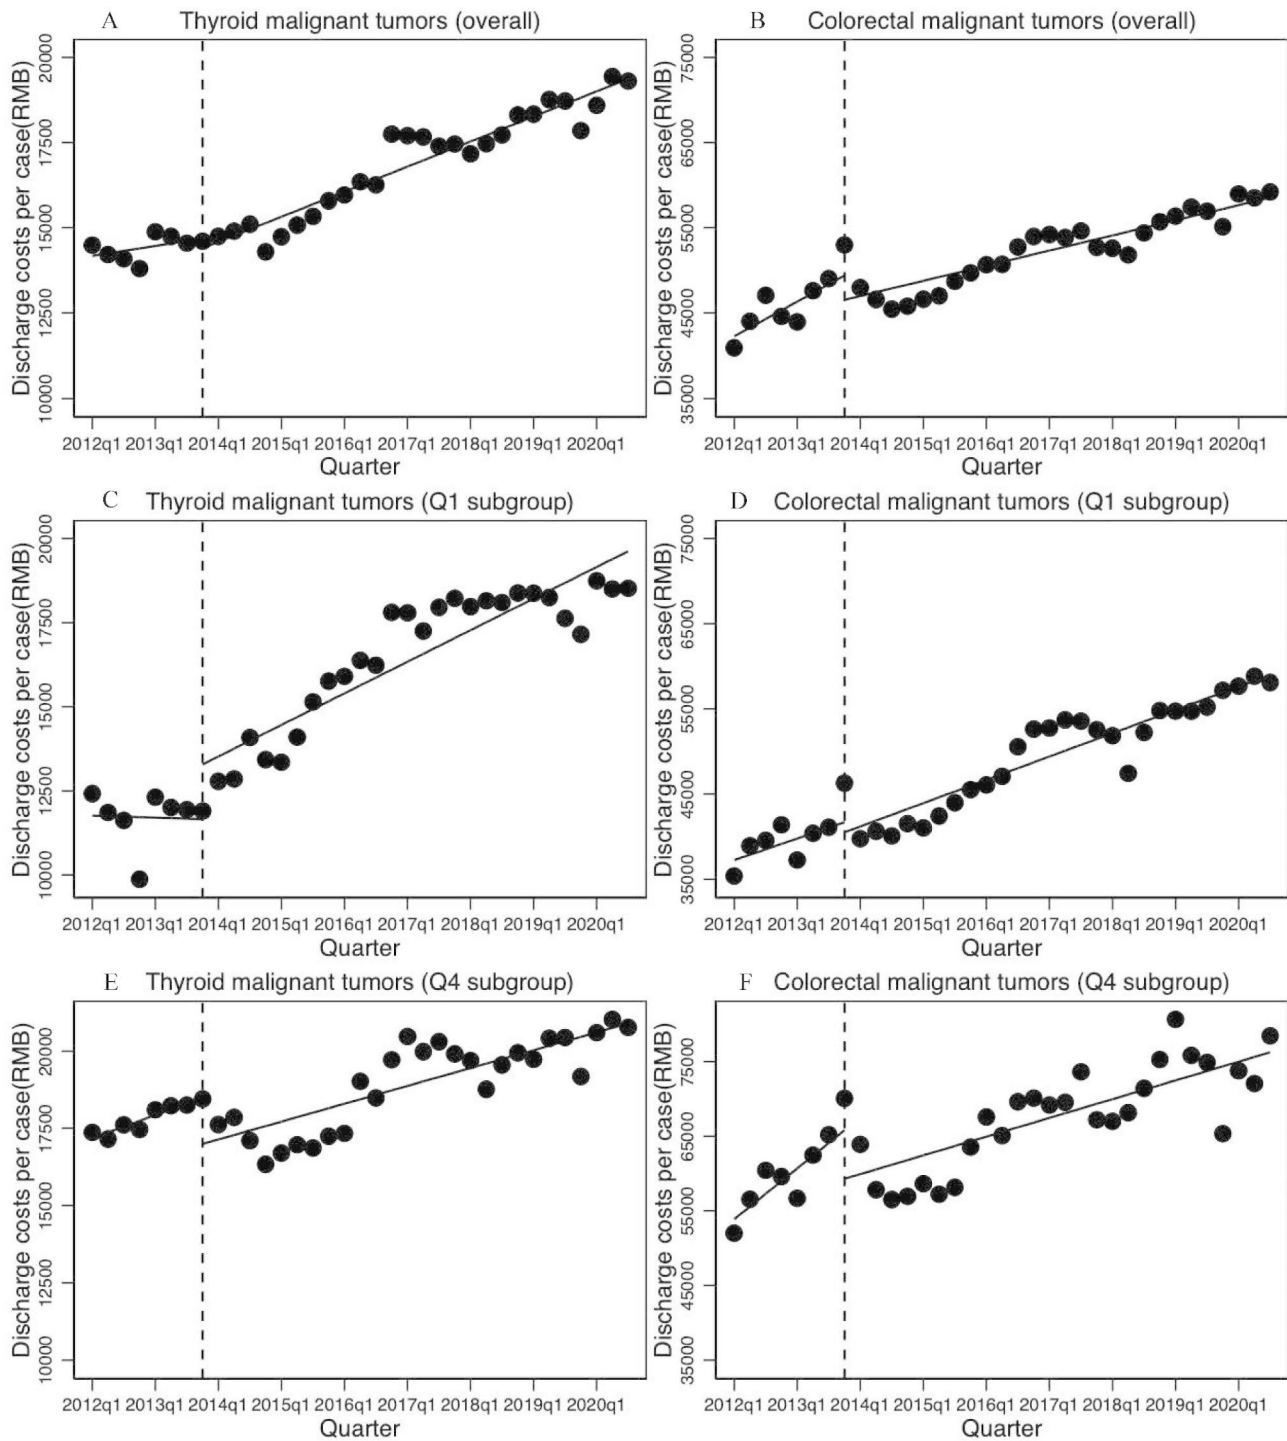 A Thyroid malignant tumors (overall)
Discharge costs per case(RMB)
20000
17500
15000
12500
10000
2012q1 2013q1 2014q1 2015q1 2016q1 2017q1 2018q1 2019q1 2020q1
Quarter
B Colorectal malignant tumors (overall)
Discharge costs per case(RMB)
75000
65000
55000
45000
35000
2012q1 2013q1 2014q1 2015q1 2016q1 2017q1 2018q1 2019q1 2020q1
Quarter
C Thyroid malignant tumors (Q1 subgroup)
Discharge costs per case(RMB)
20000
17500
15000
12500
10000
2012q1 2013q1 2014q1 2015q1 2016q1 2017q1 2018q1 2019q1 2020q1
Quarter
D Colorectal malignant tumors (Q1 subgroup)
Discharge costs per case(RMB)
75000
65000
55000
45000
35000
2012q1 2013q1 2014q1 2015q1 2016q1 2017q1 2018q1 2019q1 2020q1
Quarter
E Thyroid malignant tumors (Q4 subgroup)
Discharge costs per case(RMB)
20000
17500
15000
12500
10000
2012q1 2013q1 2014q1 2015q1 2016q1 2017q1 2018q1 2019q1 2020q1
Quarter
F Colorectal malignant tumors (Q4 subgroup)
Discharge costs per case(RMB)
75000
65000
55000
45000
35000
2012q1 2013q1 2014q1 2015q1 2016q1 2017q1 2018q1 2019q1 2020q1
Quarter